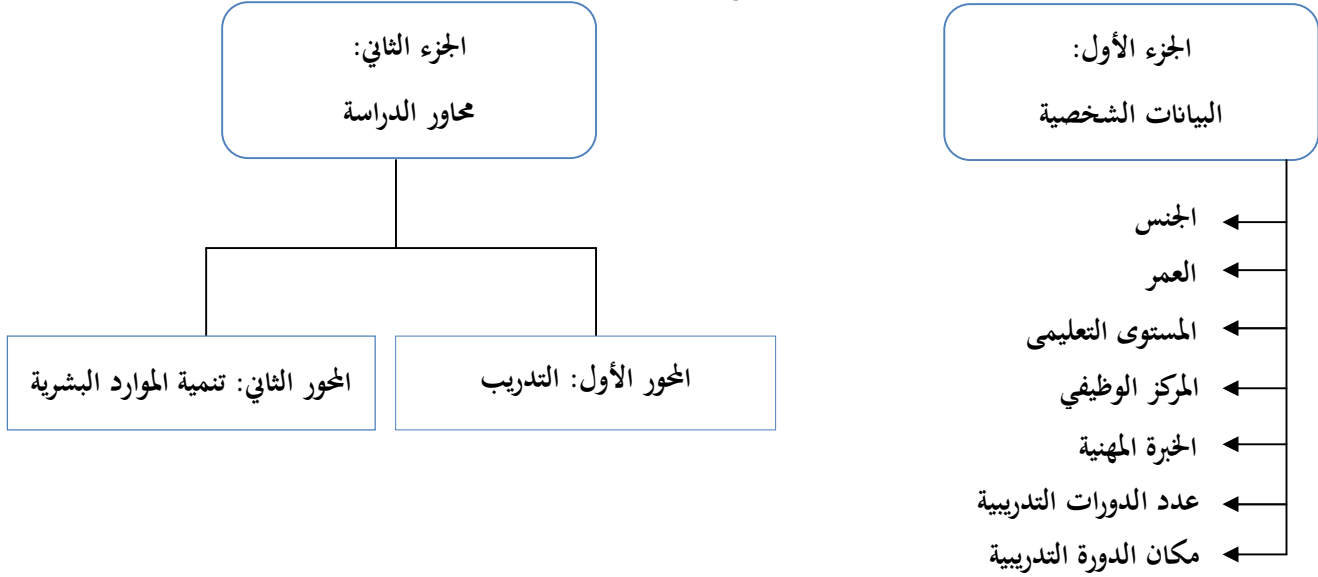 الجزء الأول:
البيانات الشخصية
الجنس
العمر
المستوى التعليمى
المركز الوظيفي
الخبرة المهنية
عدد الدورات التدريبية
مكان الدورة التدريبية
الجزء الثاني:
محاور الدراسة
المحور الأول: التدريب
المحور الثاني: تنمية الموارد البشرية